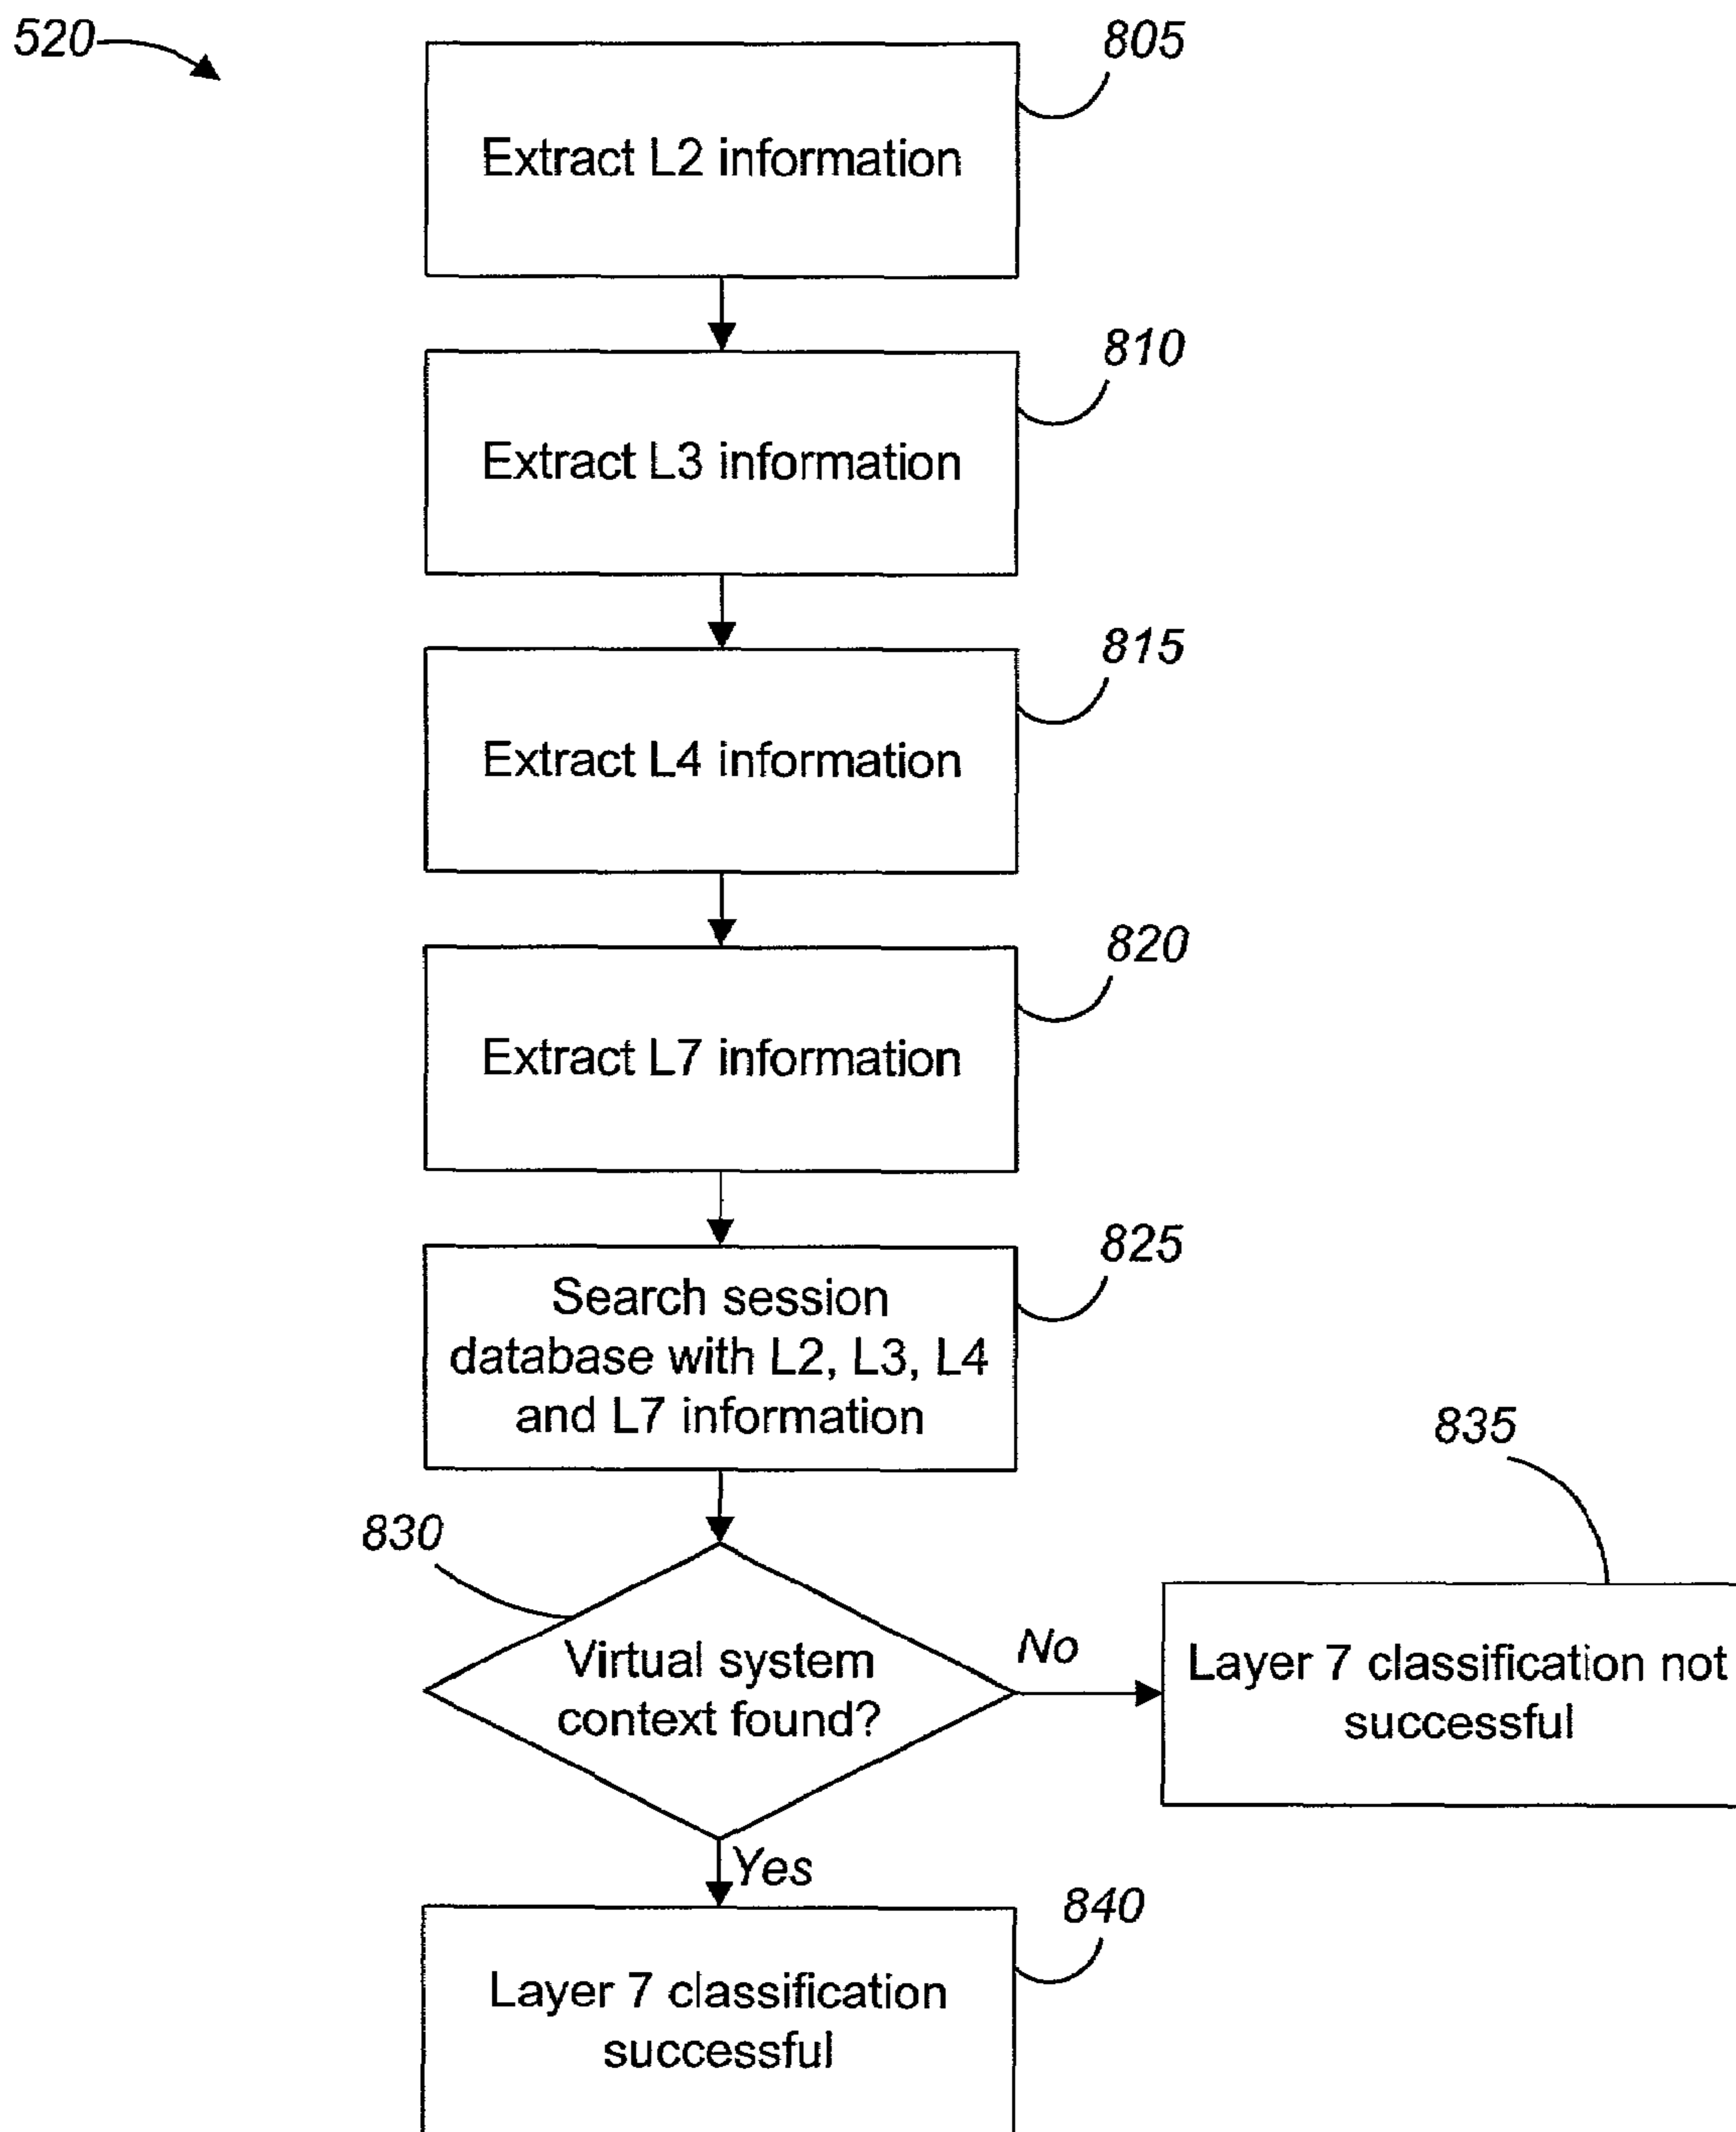 520
805
Extract L2 information
810
Extract L3 information
815
Extract L4 information
820
Extract L7 information
825
Search session
database with L2, L3, L4
and L7 information
830
Virtual system
context found?
No
835
Layer 7 classification not
successful
Yes
840
Layer 7 classification
successful